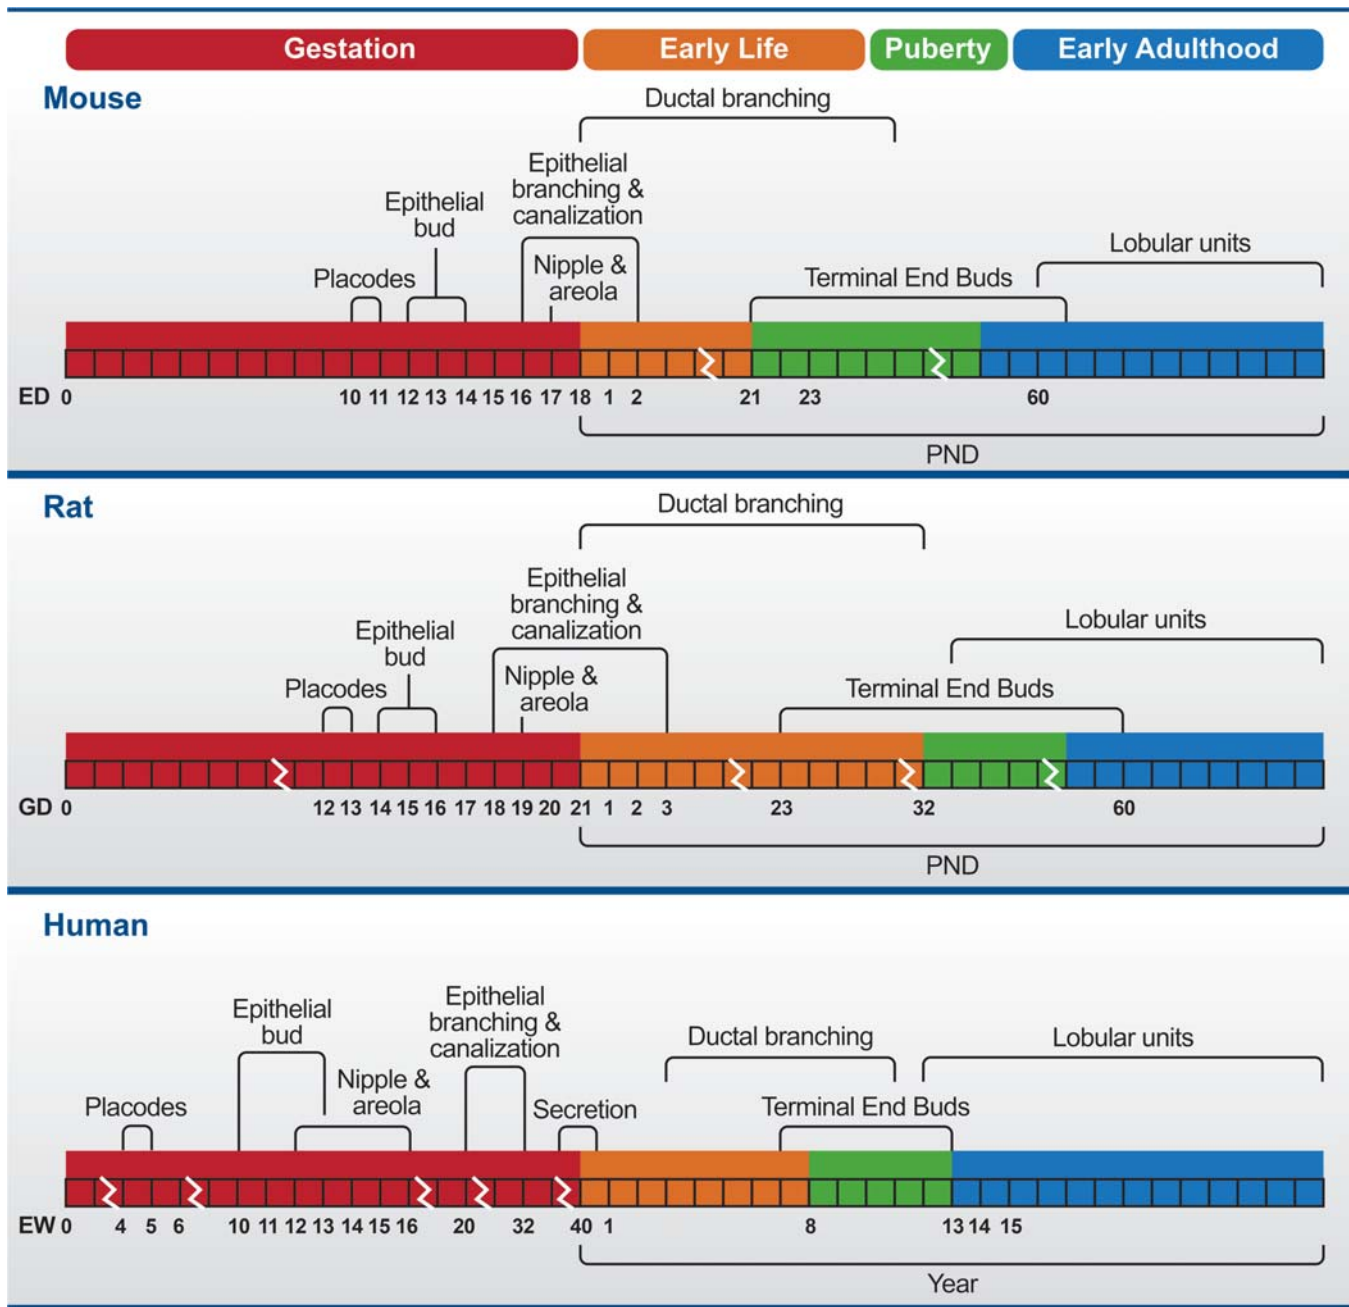 Gestation Early Life Puberty Early Adulthood
Mouse
Ductal branching
Epithelial
branching &
canalization
Epithelial
bud
Nipple &
areola
Placodes
Terminal End Buds
Lobular units
ED 0 10 11 12 13 14 15 16 17 18 1 2 21 23 60
PND
Rat
Ductal branching
Epithelial
branching &
canalization
Epithelial
bud
Nipple &
areola
Placodes
Terminal End Buds
Lobular units
GD 0 12 13 14 15 16 17 18 19 20 21 1 2 3 23 32 60
PND
Human
Epithelial
bud
Epithelial
branching &
canalization
Ductal branching
Lobular units
Placodes
Nipple &
areola
Secretion
Terminal End Buds
EW 0 4 5 6 10 11 12 13 14 15 16 20 32 40 1 8 13 14 15
Year